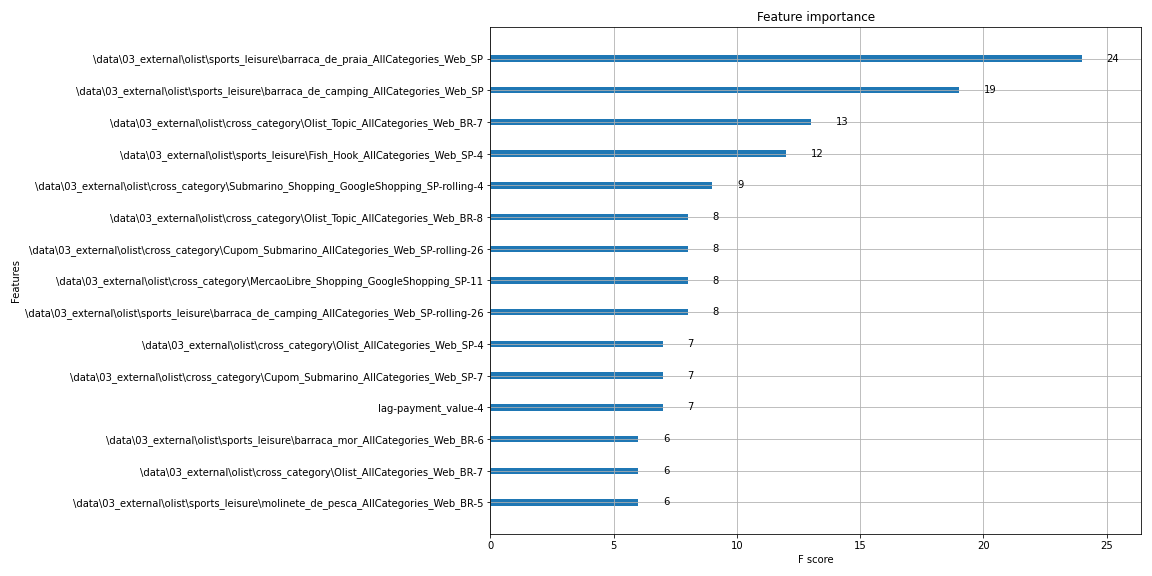 Feature importance
\data\03_external\olist\sports_leisure\barraca_de_praia_AllCategories_Web_SP 24
\data\03_external\olist\sports_leisure\barraca_de_camping_AllCategories_Web_SP 19
\data\03_external\olist\cross_category\Olist_Topic_AllCategories_Web_BR-7 13
\data\03_external\olist\sports_leisure\Fish_Hook_AllCategories_Web_SP-4 12
\data\03_external\olist\cross_category\Submarino_Shopping_GoogleShopping_SP-rolling-4 9
\data\03_external\olist\cross_category\Olist_Topic_AllCategories_Web_BR-8 8
\data\03_external\olist\cross_category\Cupom_Submarino_AllCategories_Web_SP-rolling-26 8
\data\03_external\olist\cross_category\MercaoLibre_Shopping_GoogleShopping_SP-11 8
\data\03_external\olist\sports_leisure\barraca_de_camping_AllCategories_Web_SP-rolling-26 8
\data\03_external\olist\cross_category\Olist_AllCategories_Web_SP-4 7
\data\03_external\olist\cross_category\Cupom_Submarino_AllCategories_Web_SP-7 7
lag-payment_value-4 7
\data\03_external\olist\sports_leisure\barraca_mor_AllCategories_Web_BR-6 6
\data\03_external\olist\cross_category\Olist_AllCategories_Web_BR-7 6
\data\03_external\olist\sports_leisure\molinete_de_pesca_AllCategories_Web_BR-5 6
Features
0 5 10 15 20 25
F score